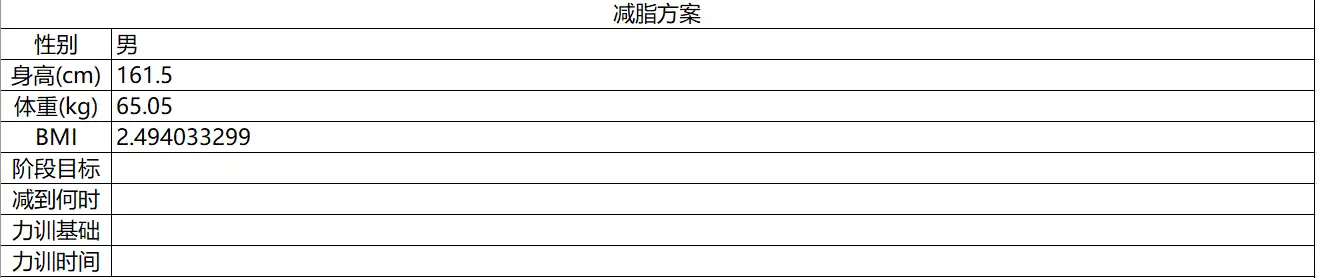 减脂方案
性别 男
身高(cm) 161.5
体重(kg) 65.05
BMI 2.494033299
阶段目标
减到何时
力训基础
力训时间